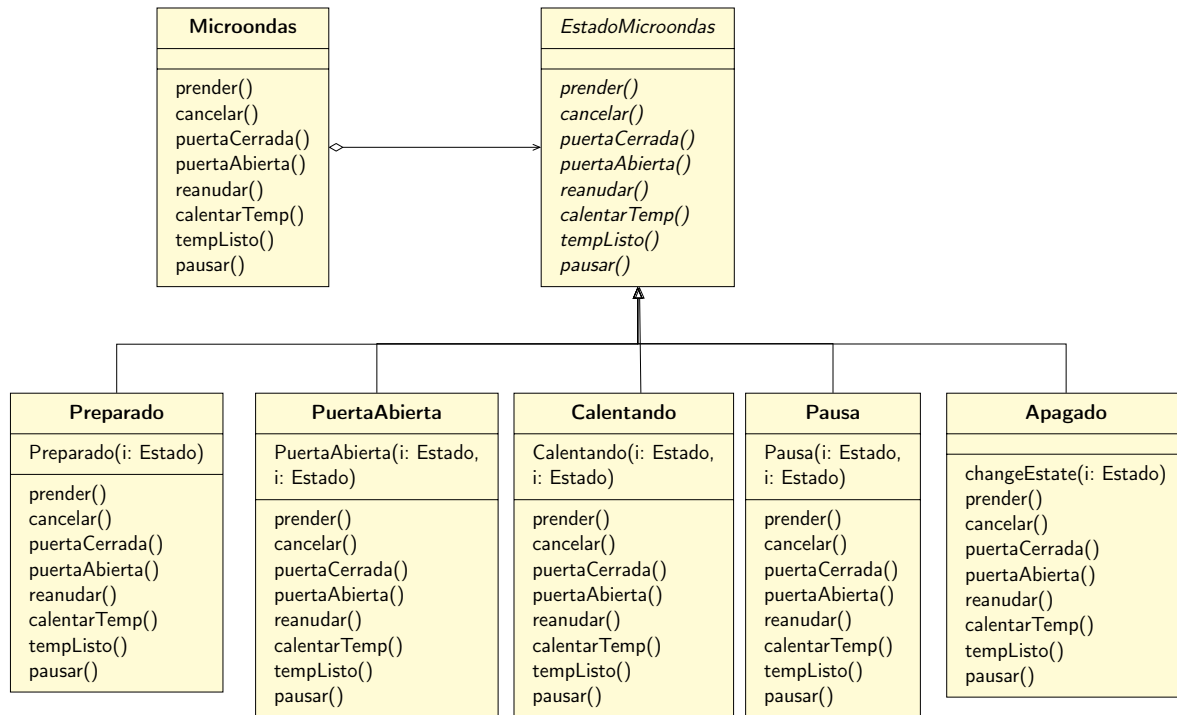 Microondas
prender()
cancelar()
puertaCerrada()
puertaAbierta()
reanudar()
calentarTemp()
tempListo()
pausar()
EstadoMicroondas
prender()
cancelar()
puertaCerrada()
puertaAbierta()
reanudar()
calentarTemp()
tempListo()
pausar()
Preparado
Preparado(i: Estado)
prender()
cancelar()
puertaCerrada()
puertaAbierta()
reanudar()
calentarTemp()
tempListo()
pausar()
PuertaAbierta
PuertaAbierta(i: Estado,
i: Estado)
prender()
cancelar()
puertaCerrada()
puertaAbierta()
reanudar()
calentarTemp()
tempListo()
pausar()
Calentando
Calentando(i: Estado,
i: Estado)
prender()
cancelar()
puertaCerrada()
puertaAbierta()
reanudar()
calentarTemp()
tempListo()
pausar()
Pausa
Pausa(i: Estado,
i: Estado)
prender()
cancelar()
puertaCerrada()
puertaAbierta()
reanudar()
calentarTemp()
tempListo()
pausar()
Apagado
changeEstate(i: Estado)
prender()
cancelar()
puertaCerrada()
puertaAbierta()
reanudar()
calentarTemp()
tempListo()
pausar()